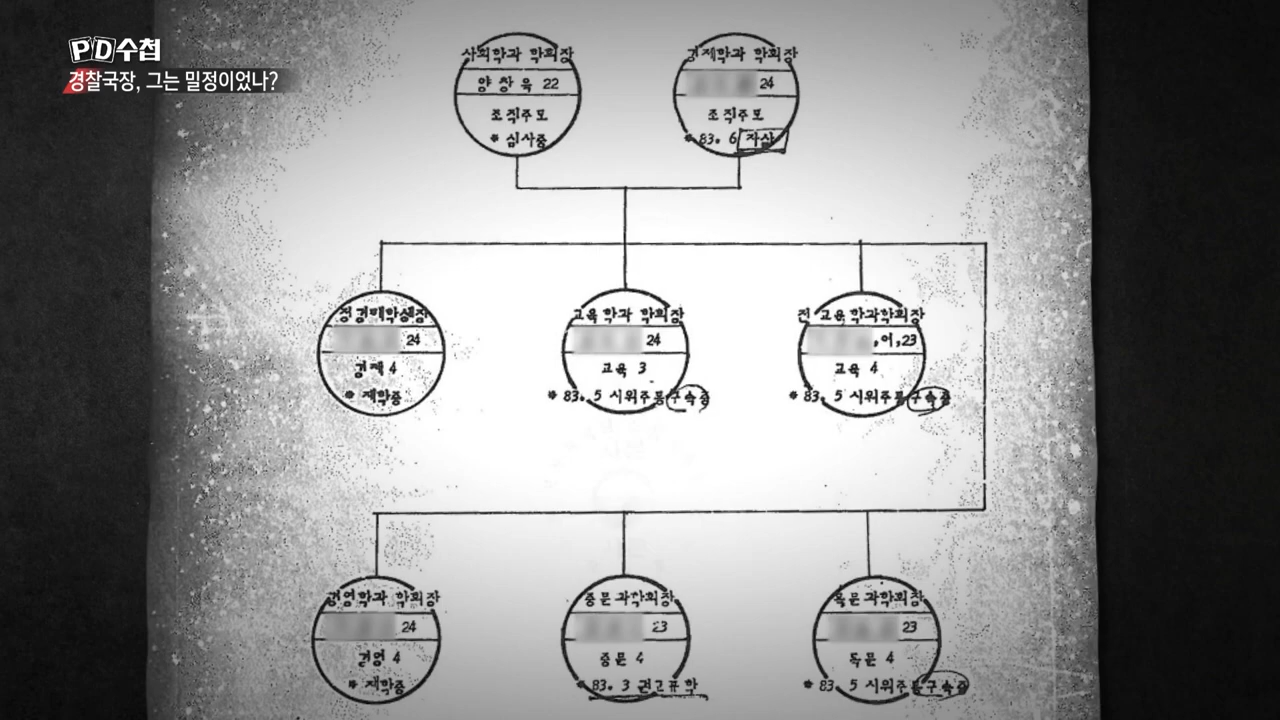 PD수첩
경찰국장, 그는 밀정이었나?
사회학과 학회장
양창욱 22
조직주모
* 심사중
경제학과 학회장
24
조직주모
* 83. 6 자살
정경대학생장
24
경제 4
* 재학중
교육학과 학회장
24
교육 3
* 83. 5 시위주동구속중
전 교육학과학회장
,여,23
교육 4
* 83. 5 시위주동구속중
경영학과 학회장
24
경영 4
* 재학중
중문과학회장
23
중문 4
* 83. 3 권고휴학
독문과학회장
23
독문 4
* 83 5 시위주동구속중